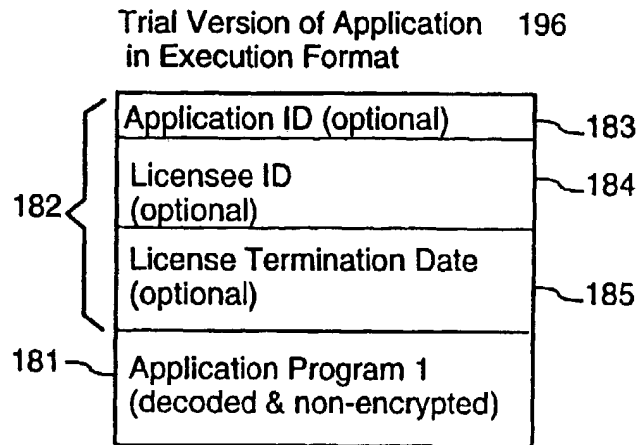 Trial Version of Application 196
in Execution Format
Application ID (optional) 183
Licensee ID 184
(optional)
182
License Termination Date
(optional) 185
181 Application Program 1
(decoded & non-encrypted)